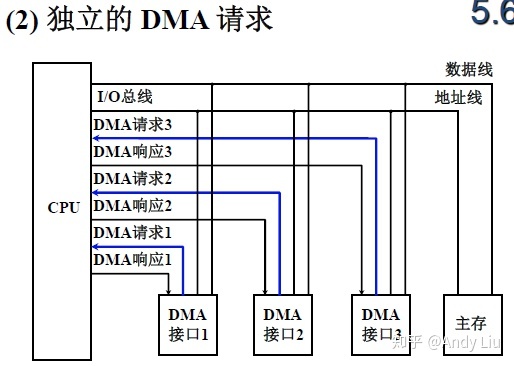 (2) 独立的 DMA 请求
5.6
数据线
I/O总线
地址线
DMA请求3
DMA响应3
DMA请求2
CPU
DMA响应2
DMA请求1
DMA响应1
DMA
接口1
DMA
接口2
DMA
接口3
主存
知乎 @Andy Liu